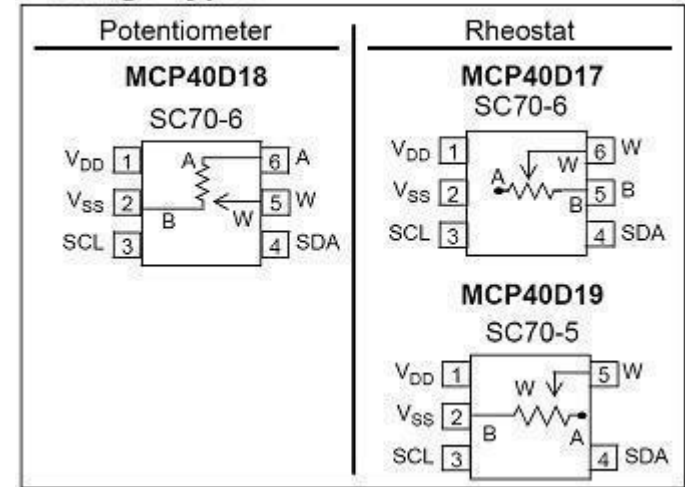 Potentiometer
MCP40D18
SC70-6
VDD 1 A 6 A
VSS 2 B W 5 W
SCL 3 4 SDA
Rheostat
MCP40D17
SC70-6
VDD 1 W 6 W
VSS 2 A B 5 B
SCL 3 4 SDA
MCP40D19
SC70-5
VDD 1 W 5 W
VSS 2 B A
SCL 3 4 SDA